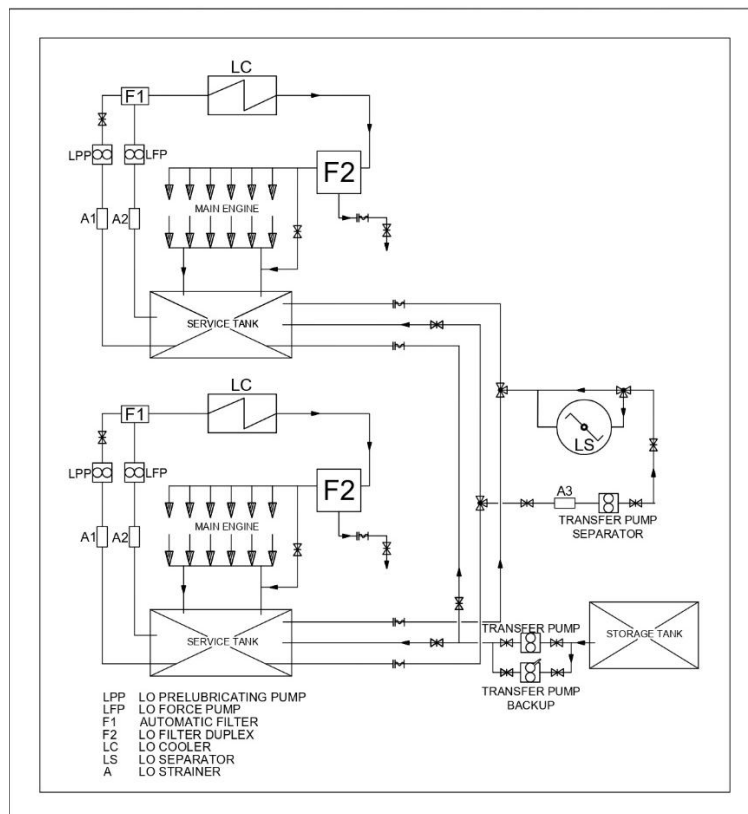 LC
F1
LPP
LFP
F2
MAIN ENGINE
A1
A2
SERVICE TANK
LC
F1
LPP
LFP
F2
MAIN ENGINE
A1
A2
SERVICE TANK
LS
A3
TRANSFER PUMP
SEPARATOR
TRANSFER PUMP
STORAGE TANK
TRANSFER PUMP
BACKUP
LPP LO PRELUBRICATING PUMP
LFP LO FORCE PUMP
F1 AUTOMATIC FILTER
F2 LO FILTER DUPLEX
LC LO COOLER
LS LO SEPARATOR
A LO STRAINER